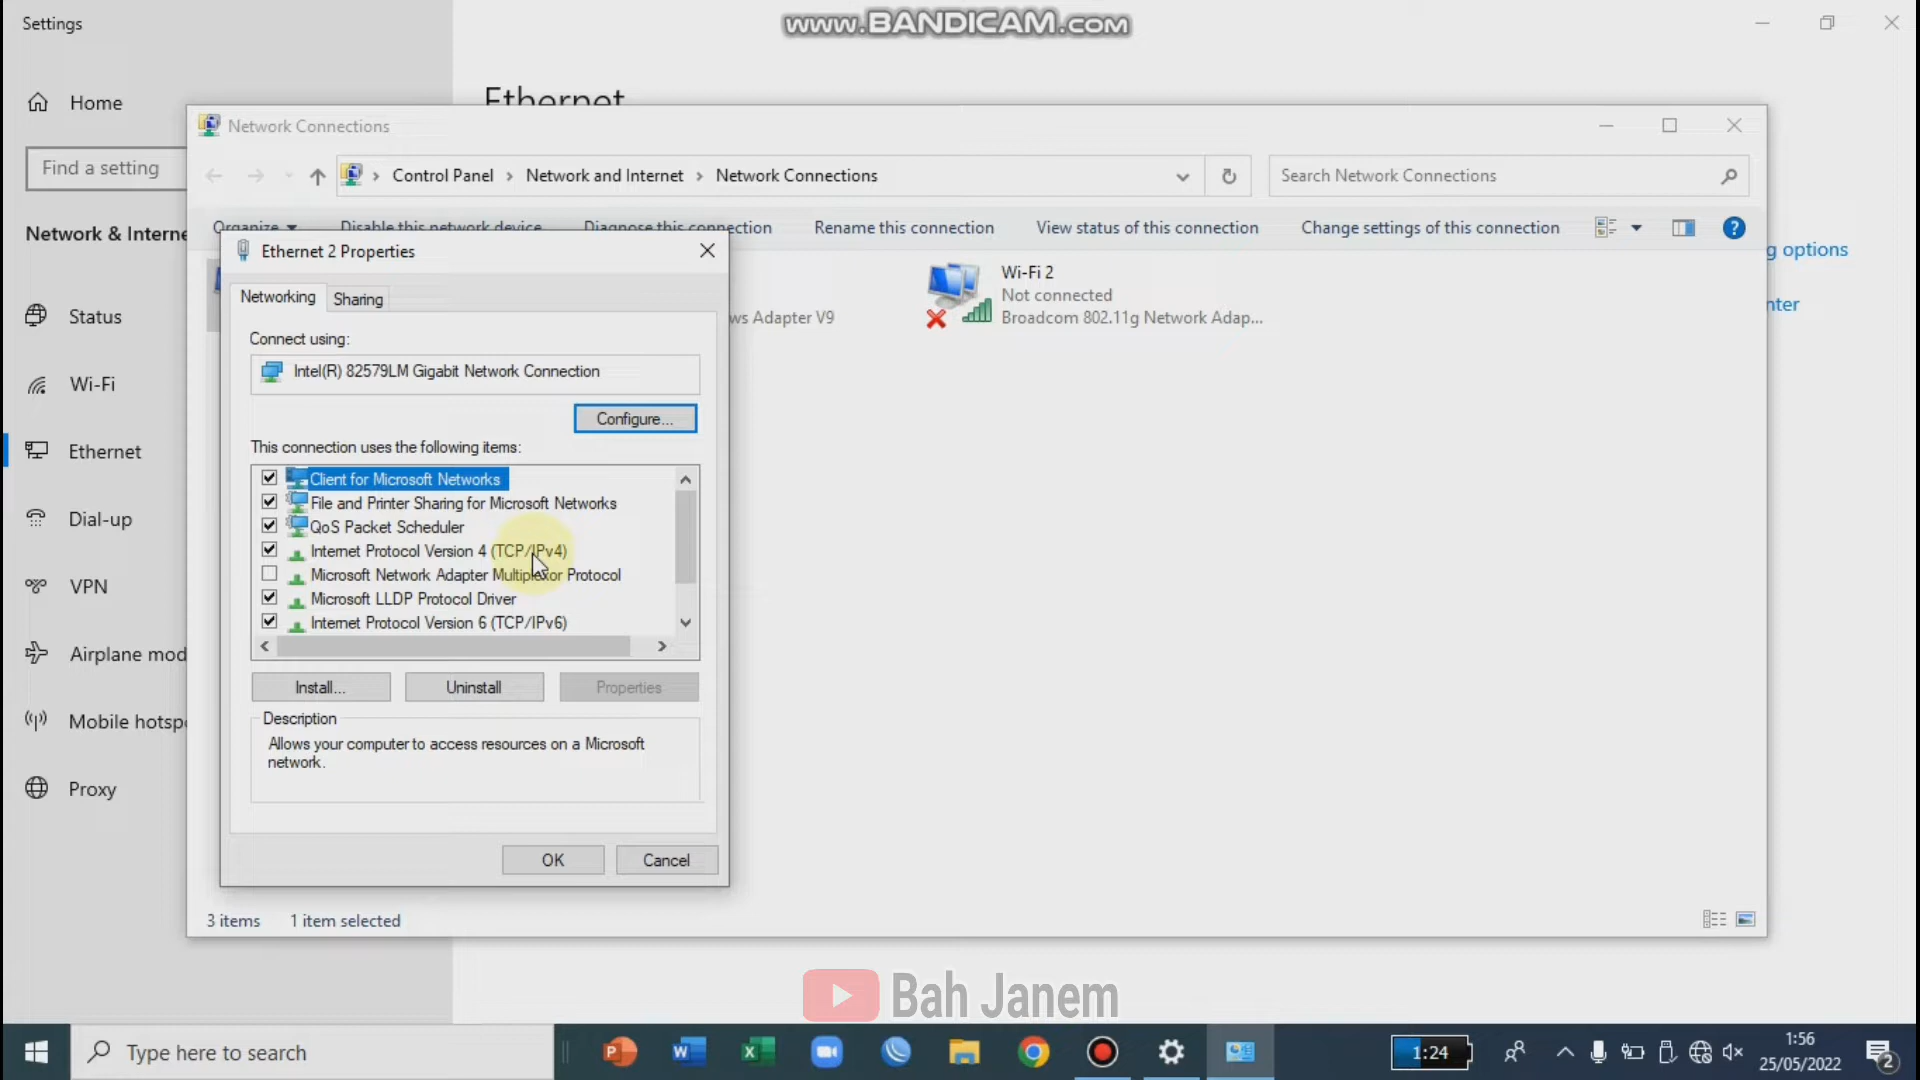 Settings
www.BANDICAM.com
Home
Ethernet
Find a setting
Network Connections
Control Panel
Network and Internet
Network Connections
Search Network Connections
Network & Interne
Organize
Disable this network device
Diagnose this connection
Rename this connection
View status of this connection
Change settings of this connection
g options
nter
Status
Wi-Fi
Ethernet
Dial-up
VPN
Airplane mod
Mobile hotsp
Proxy
Ethernet 2 Properties
Networking
Sharing
Connect using:
Intel(R) 82579LM Gigabit Network Connection
Configure...
This connection uses the following items:
Client for Microsoft Networks
File and Printer Sharing for Microsoft Networks
QoS Packet Scheduler
Internet Protocol Version 4 (TCP/IPv4)
Microsoft Network Adapter Multiplexor Protocol
Microsoft LLDP Protocol Driver
Internet Protocol Version 6 (TCP/IPv6)
Install...
Uninstall
Properties
Description
Allows your computer to access resources on a Microsoft
network.
OK
Cancel
ws Adapter V9
Wi-Fi 2
Not connected
Broadcom 802.11g Network Adap...
3 items
1 item selected
Bah Janem
Type here to search
1:24
1:56
25/05/2022
2